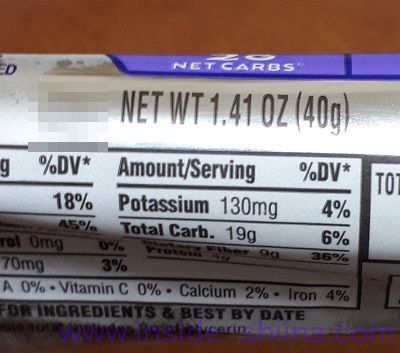 NET CARBS
NET WT 1.41 OZ (40g)
g %DV* Amount/Serving %DV* TOT
18% Potassium 130mg 4%
45% Total Carb. 19g 6%
rol 0mg 0% Dietary Fiber 9g 36%
70mg 3% Protein
A 0% • Vitamin C 0% • Calcium 2% • Iron 4%
FOR INGREDIENTS & BEST BY DATE